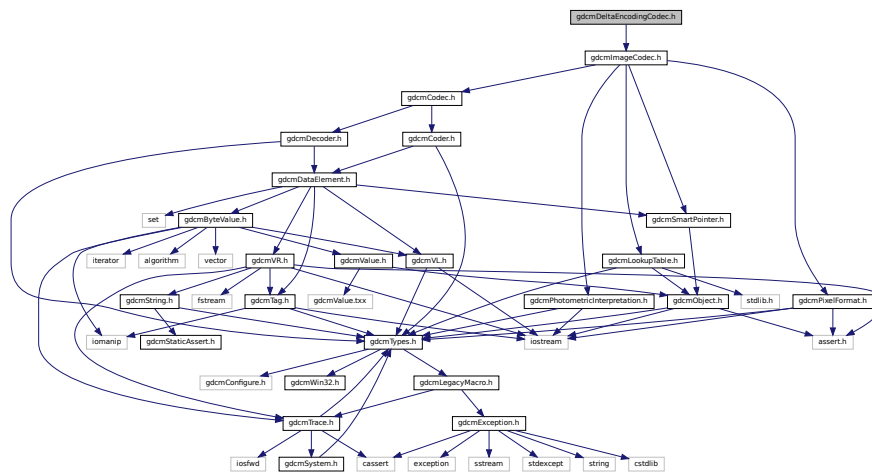 gdcmDeltaEncodingCodec.h
gdcmImageCodec.h
gdcmCodec.h
gdcmDecoder.h
gdcmCoder.h
gdcmDataElement.h
set
gdcmByteValue.h
gdcmSmartPointer.h
iterator
algorithm
vector
gdcmVR.h
gdcmValue.h
gdcmVL.h
gdcmLookupTable.h
gdcmString.h
fstream
gdcmTag.h
gdcmValue.txx
gdcmPhotometricInterpretation.h
gdcmObject.h
stdlib.h
gdcmPixelFormat.h
iomanip
gdcmStaticAssert.h
gdcmTypes.h
iostream
assert.h
gdcmConfigure.h
gdcmWin32.h
gdcmLegacyMacro.h
gdcmTrace.h
gdcmException.h
iosfwd
gdcmSystem.h
cassert
exception
sstream
stdexcept
string
cstdlib